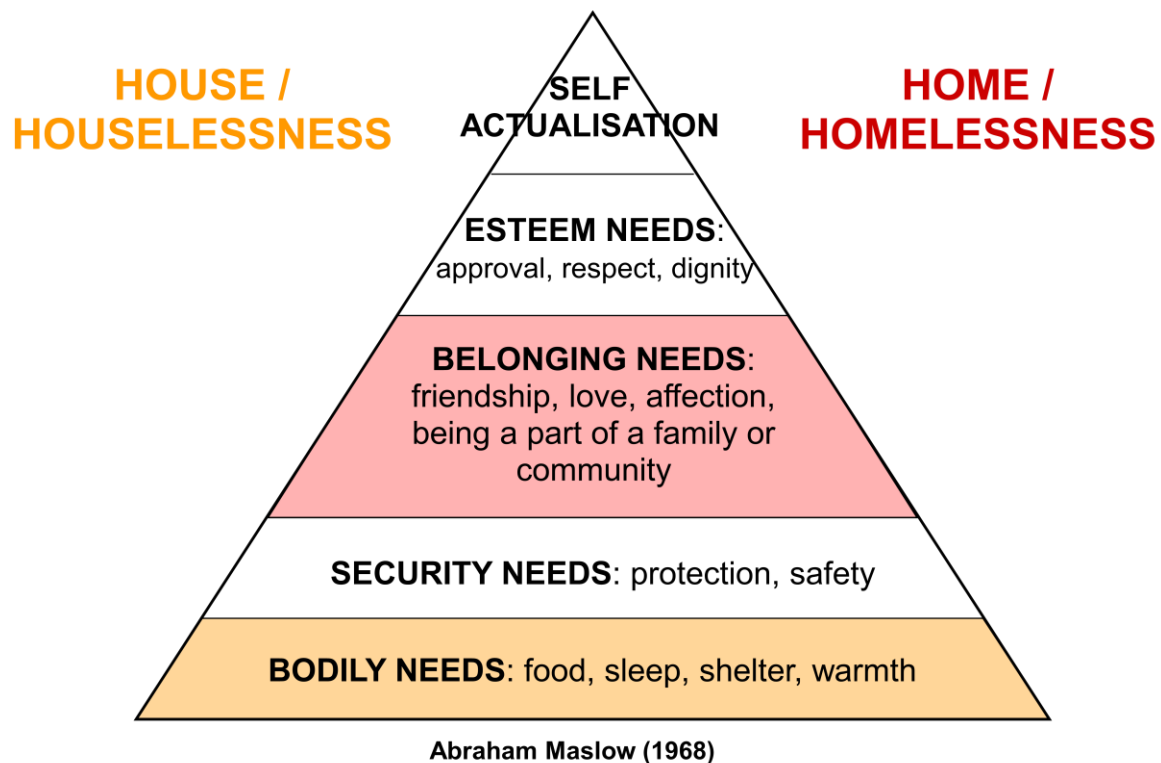 HOUSE /
HOUSELESSNESS
HOME /
HOMELESSNESS
SELF
ACTUALISATION
ESTEEM NEEDS:
approval, respect, dignity
BELONGING NEEDS:
friendship, love, affection,
being a part of a family or
community
SECURITY NEEDS: protection, safety
BODILY NEEDS: food, sleep, shelter, warmth
Abraham Maslow (1968)